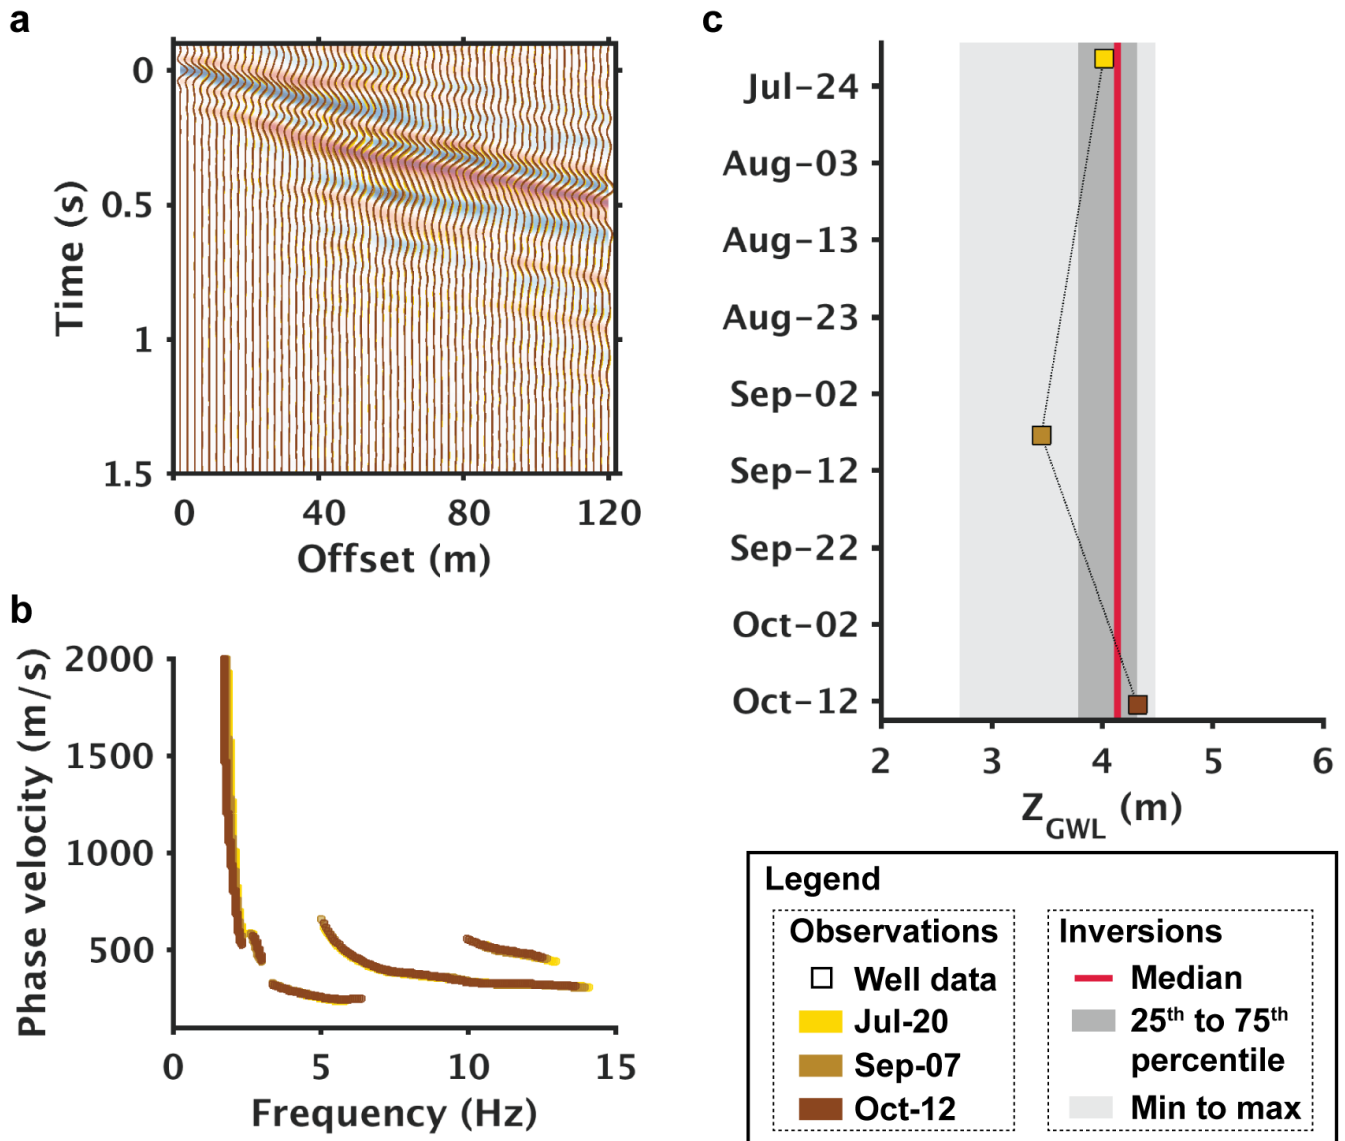 a
0
0.5
1
1.5
Time (s)
0 40 80 120
Offset (m)
b
2000
1500
1000
500
Phase velocity (m/s)
0 5 10 15
Frequency (Hz)
c
Jul-24
Aug-03
Aug-13
Aug-23
Sep-02
Sep-12
Sep-22
Oct-02
Oct-12
2 3 4 5 6
Z_GWL (m)
Legend
Observations
Well data
Jul-20
Sep-07
Oct-12
Inversions
Median
25th to 75th
percentile
Min to max